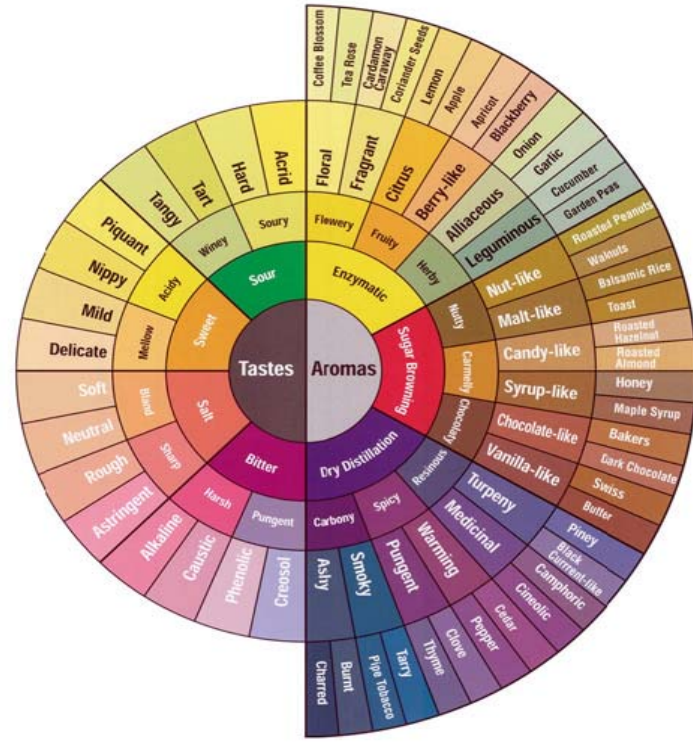 Tastes
Aromas
Sour
Sweet
Salt
Bitter
Soury
Winey
Acidy
Mellow
Bland
Sharp
Harsh
Pungent
Acrid
Hard
Tart
Tangy
Piquant
Nippy
Mild
Delicate
Soft
Neutral
Rough
Astringent
Alkaline
Caustic
Phenolic
Creosol
Enzymatic
Sugar Browning
Dry Distillation
Flowery
Fruity
Herby
Nutty
Carmelly
Chocolaty
Resinous
Spicy
Carbony
Floral
Fragrant
Citrus
Berry-like
Alliaceous
Leguminous
Nut-like
Malt-like
Candy-like
Syrup-like
Chocolate-like
Vanilla-like
Turpeny
Medicinal
Warming
Pungent
Smoky
Ashy
Coffee Blossom
Tea Rose
Cardamon
Caraway
Coriander Seeds
Lemon
Apple
Apricot
Blackberry
Onion
Garlic
Cucumber
Garden Peas
Roasted Peanuts
Walnuts
Balsamic Rice
Toast
Roasted
Hazelnut
Roasted
Almond
Honey
Maple Syrup
Bakers
Dark Chocolate
Swiss
Butter
Piney
Black
Currrent-like
Camphoric
Cineolic
Cedar
Pepper
Clove
Thyme
Tarry
Pipe Tobacco
Burnt
Charred